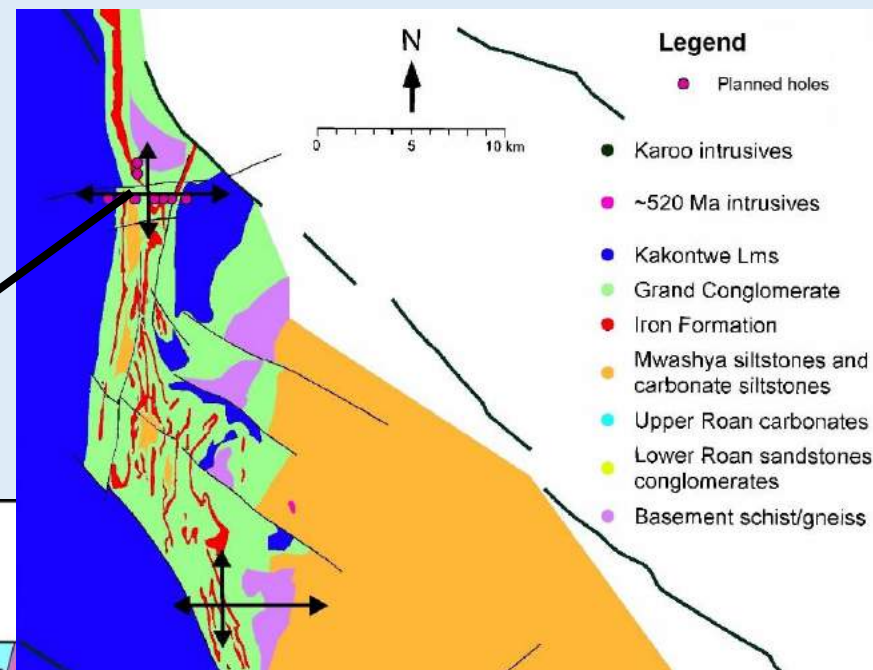 N
0 5 10 km
Legend
Planned holes
Karoo intrusives
~520 Ma intrusives
Kakontwe Lms
Grand Conglomerate
Iron Formation
Mwashya siltstones and
carbonate siltstones
Upper Roan carbonates
Lower Roan sandstones
conglomerates
Basement schist/gneiss